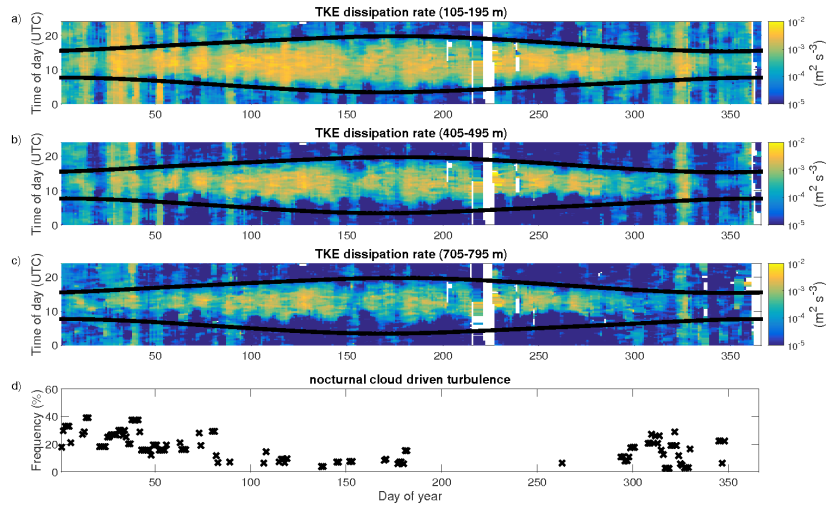 a) TKE dissipation rate (105-195 m)
Time of day (UTC)
20
10
0
50 100 150 200 250 300 350
10-2
10-3
10-4
10-5
(m2 s-3)
b) TKE dissipation rate (405-495 m)
Time of day (UTC)
20
10
0
50 100 150 200 250 300 350
10-2
10-3
10-4
10-5
(m2 s-3)
c) TKE dissipation rate (705-795 m)
Time of day (UTC)
20
10
0
50 100 150 200 250 300 350
10-2
10-3
10-4
10-5
(m2 s-3)
d) nocturnal cloud driven turbulence
Frequency (%)
60
40
20
0
50 100 150 200 250 300 350
Day of year